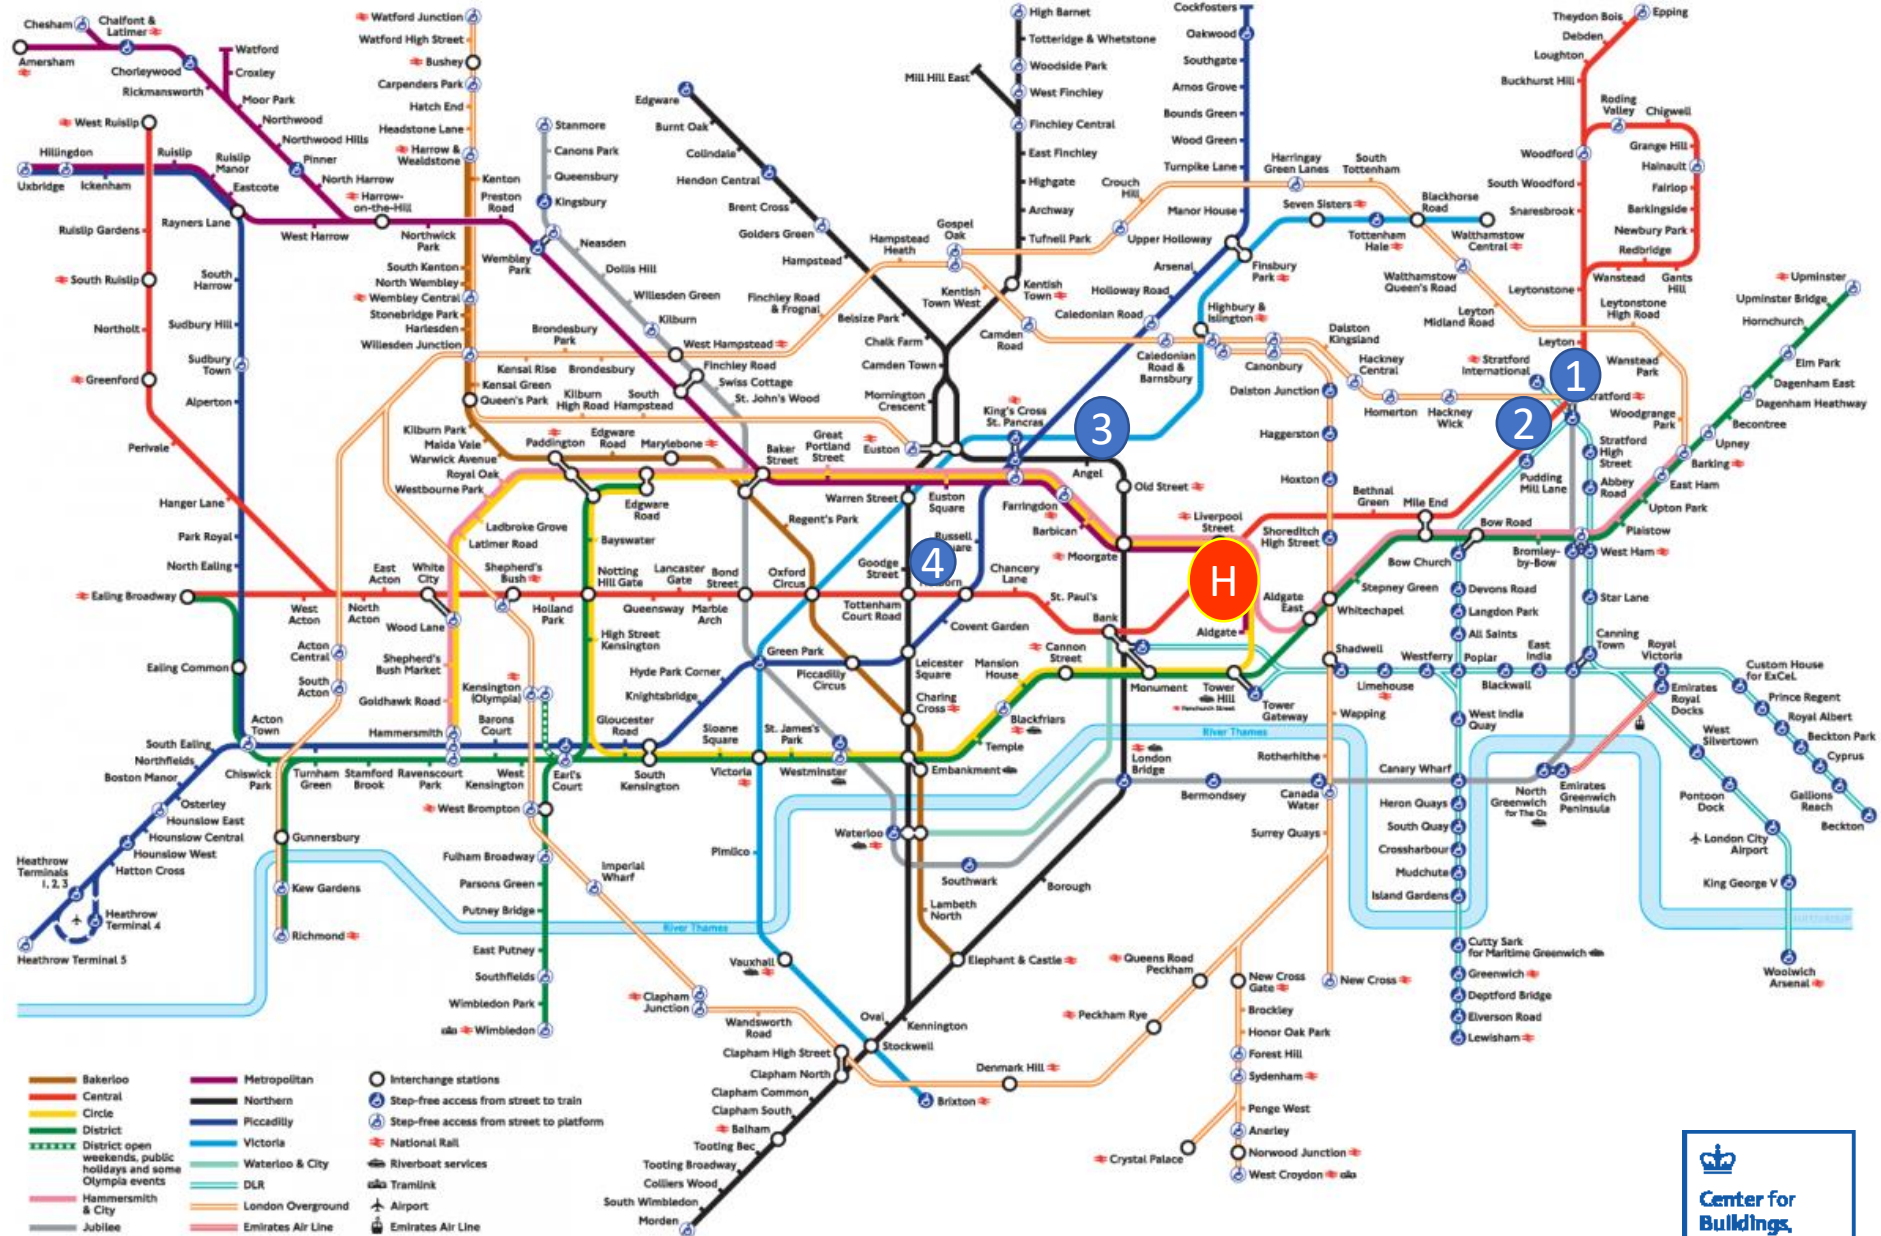 Chesham
Chalfont &
Latimer
Amersham
Chorleywood
Rickmansworth
Watford
Croxley
Moor Park
Northwood
Northwood Hills
Pinner
North Harrow
Harrow-
on-the-Hill
West Ruislip
Hillingdon
Uxbridge
Ickenham
Ruislip
Ruislip
Manor
Eastcote
Rayners Lane
West Harrow
Northwick
Park
Preston
Road
Wembley
Park
Ruislip Gardens
South Ruislip
Northolt
Greenford
Perivale
Hanger Lane
South
Harrow
Sudbury Hill
Sudbury
Town
Alperton
Park Royal
North Ealing
Ealing Broadway
Ealing Common
Watford Junction
Watford High Street
Bushey
Carpenders Park
Hatch End
Headstone Lane
Harrow &
Wealdstone
Kenton
South Kenton
North Wembley
Wembley Central
Stonebridge Park
Harlesden
Willesden Junction
Kensal Green
Queen's Park
Kilburn Park
Maida Vale
Warwick Avenue
Royal Oak
Westbourne Park
Stanmore
Canons Park
Queensbury
Kingsbury
Neasden
Dollis Hill
Willesden Green
Kilburn
West Hampstead
Finchley Road
Swiss Cottage
St. John's Wood
Brondesbury
Park
Kensal Rise
Brondesbury
Kilburn
High Road
South
Hampstead
Finchley Road
& Frognal
Edgware
Burnt Oak
Colindale
Hendon Central
Brent Cross
Golders Green
Hampstead
Belsize Park
Chalk Farm
Camden Town
Mornington
Crescent
Hampstead
Heath
Gospel
Oak
Kentish
Town West
Kentish
Town
Camden
Road
Mill Hill East
High Barnet
Totteridge & Whetstone
Woodside Park
West Finchley
Finchley Central
East Finchley
Highgate
Archway
Tufnell Park
Crouch
Hill
Upper Holloway
Cockfosters
Oakwood
Southgate
Arnos Grove
Bounds Green
Wood Green
Turnpike Lane
Manor House
Arsenal
Holloway Road
Caledonian Road
Finsbury
Park
Highbury &
Islington
Harringay
Green Lanes
South
Tottenham
Seven Sisters
Tottenham
Hale
Blackhorse
Road
Walthamstow
Central
Walthamstow
Queen's Road
Leyton
Midland Road
Leytonstone
High Road
Wanstead
Park
Woodgrange
Park
Caledonian
Road &
Barnsbury
Canonbury
Dalston
Kingsland
Hackney
Central
Homerton
Hackney
Wick
Dalston Junction
Haggerston
Hoxton
Shoreditch
High Street
Theydon Bois
Epping
Debden
Loughton
Buckhurst Hill
Roding
Valley
Chigwell
Grange Hill
Hainault
Fairlop
Barkingside
Newbury Park
Redbridge
Wanstead
Gants
Hill
Woodford
South Woodford
Snaresbrook
Leytonstone
Leyton
Stratford
International
Upminster
Upminster Bridge
Hornchurch
Elm Park
Dagenham East
Dagenham Heathway
Becontree
Upney
Barking
East Ham
Upton Park
Plaistow
West Ham
Stratford
High
Street
Abbey
Road
Pudding
Mill Lane
Star Lane
Bow Road
Bromley-
by-Bow
Bow Church
Mile End
Bethnal
Green
Stepney Green
Whitechapel
Devons Road
Langdon Park
All Saints
Paddington
Edgware
Road
Marylebone
Baker
Street
Great
Portland
Street
Euston
King's Cross
St. Pancras
Angel
Old Street
Liverpool
Street
Warren Street
Euston
Square
Farringdon
Barbican
Moorgate
Edgware
Road
Regent's Park
Russell
Goodge
Street
Ladbroke Grove
Latimer Road
Bayswater
East
Acton
White
City
Shepherd's
Bush
Notting
Hill Gate
Lancaster
Gate
Bond
Street
Oxford
Circus
Chancery
Lane
St. Paul's
Bank
West
Acton
North
Acton
Wood Lane
Holland
Park
Queensway
Marble
Arch
Tottenham
Court Road
Covent Garden
Aldgate
East
Aldgate
Acton
Central
South
Acton
Shepherd's
Bush Market
Goldhawk Road
Hammersmith
Kensington
(Olympia)
High Street
Kensington
Hyde Park Corner
Knightsbridge
Green Park
Piccadilly
Circus
Leicester
Square
Charing
Cross
Cannon
Street
Mansion
House
Monument
Tower
Hill
Fenchurch Street
Tower
Gateway
Shadwell
Limehouse
Westferry
Poplar
East
India
Blackwall
Canning
Town
Royal
Victoria
Custom House
for ExCeL
Prince Regent
Royal Albert
Beckton Park
Cyprus
Gallions
Reach
Beckton
Emirates
Royal
Docks
West
Silvertown
Pontoon
Dock
London City
Airport
King George V
Woolwich
Arsenal
Acton
Town
South Ealing
Northfields
Boston Manor
Osterley
Hounslow East
Hounslow Central
Hounslow West
Hatton Cross
Heathrow
Terminals
1, 2, 3
Heathrow
Terminal 4
Heathrow Terminal 5
Chiswick
Park
Turnham
Green
Stamford
Brook
Ravenscourt
Park
Barons
Court
West
Kensington
Earl's
Court
Gloucester
Road
South
Kensington
Sloane
Square
Victoria
St. James's
Park
Westminster
Embankment
Temple
Blackfriars
River Thames
London
Bridge
Bermondsey
Canada
Water
Wapping
Rotherhithe
Surrey Quays
West India
Quay
Canary Wharf
Heron Quays
South Quay
Crossharbour
Mudchute
Island Gardens
Cutty Sark
for Maritime Greenwich
Greenwich
Deptford Bridge
Elverson Road
Lewisham
North
Greenwich
for The O2
Emirates
Greenwich
Peninsula
Gunnersbury
Kew Gardens
Richmond
West Brompton
Fulham Broadway
Parsons Green
Putney Bridge
East Putney
Southfields
Wimbledon Park
Wimbledon
Imperial
Wharf
River Thames
Clapham
Junction
Wandsworth
Road
Pimlico
Vauxhall
Waterloo
Southwark
Lambeth
North
Borough
Elephant & Castle
Oval
Kennington
Stockwell
Brixton
Clapham High Street
Clapham North
Clapham Common
Clapham South
Balham
Tooting Bec
Tooting Broadway
Colliers Wood
South Wimbledon
Morden
Denmark Hill
Peckham Rye
Queens Road
Peckham
New Cross
Gate
New Cross
Brockley
Honor Oak Park
Forest Hill
Sydenham
Penge West
Anerley
Norwood Junction
West Croydon
Crystal Palace
1
2
3
4
H
Bakerloo
Central
Circle
District
District open
weekends, public
holidays and some
Olympia events
Hammersmith
& City
Jubilee
Metropolitan
Northern
Piccadilly
Victoria
Waterloo & City
DLR
London Overground
Emirates Air Line
Interchange stations
Step-free access from street to train
Step-free access from street to platform
National Rail
Riverboat services
Tramlink
Airport
Emirates Air Line
Center for
Buildings,